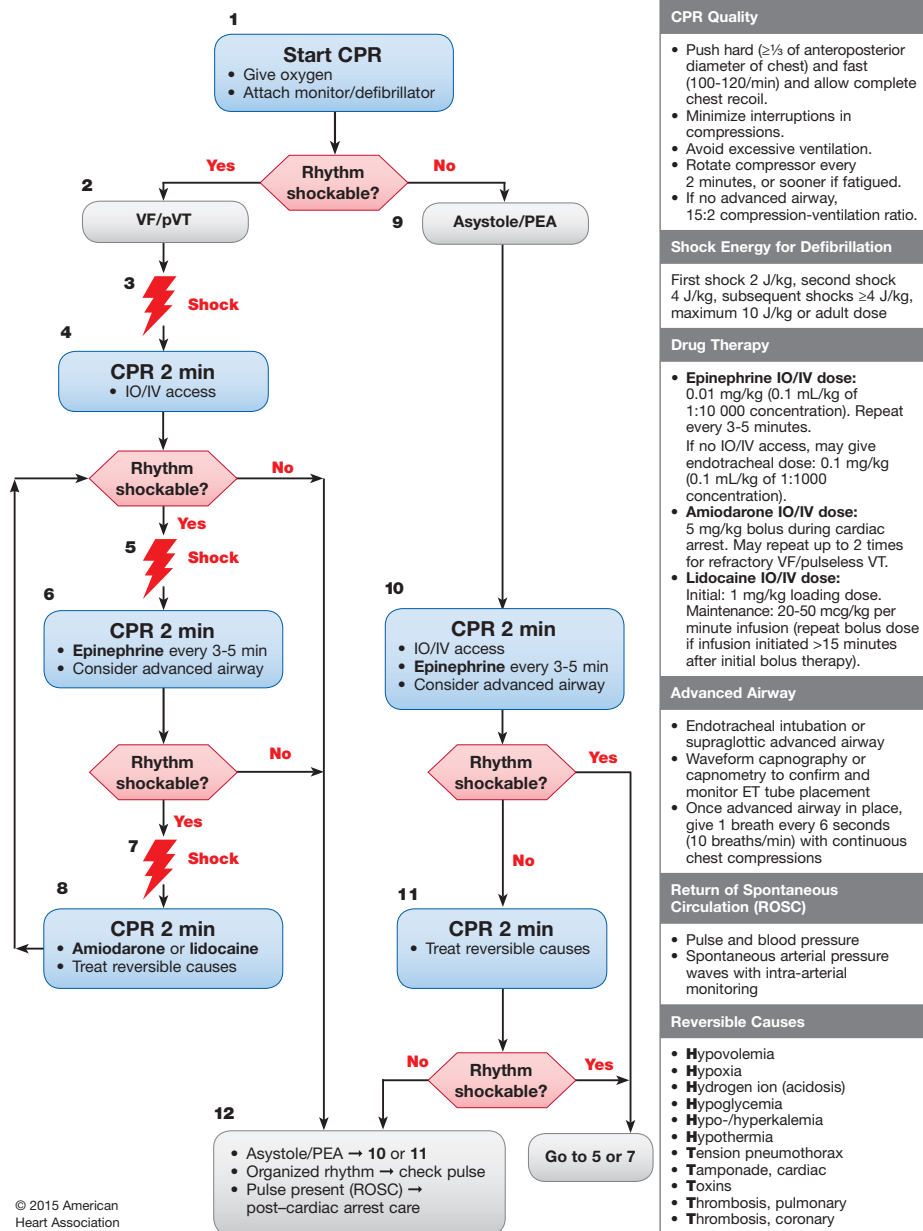 1
Start CPR
• Give oxygen
• Attach monitor/defibrillator
Yes
Rhythm
shockable?
No
2
VF/pVT
9
Asystole/PEA
3
Shock
4
CPR 2 min
• IO/IV access
Rhythm
shockable?
No
Yes
5
Shock
6
CPR 2 min
• Epinephrine every 3-5 min
• Consider advanced airway
Rhythm
shockable?
No
Yes
7
Shock
8
CPR 2 min
• Amiodarone or lidocaine
• Treat reversible causes
10
CPR 2 min
• IO/IV access
• Epinephrine every 3-5 min
• Consider advanced airway
Rhythm
shockable?
Yes
No
11
CPR 2 min
• Treat reversible causes
No
Rhythm
shockable?
Yes
12
• Asystole/PEA → 10 or 11
• Organized rhythm → check pulse
• Pulse present (ROSC) →
post–cardiac arrest care
Go to 5 or 7
© 2015 American
Heart Association
CPR Quality
• Push hard (≥⅓ of anteroposterior
diameter of chest) and fast
(100-120/min) and allow complete
chest recoil.
• Minimize interruptions in
compressions.
• Avoid excessive ventilation.
• Rotate compressor every
2 minutes, or sooner if fatigued.
• If no advanced airway,
15:2 compression-ventilation ratio.
Shock Energy for Defibrillation
First shock 2 J/kg, second shock
4 J/kg, subsequent shocks ≥4 J/kg,
maximum 10 J/kg or adult dose
Drug Therapy
• Epinephrine IO/IV dose:
0.01 mg/kg (0.1 mL/kg of
1:10 000 concentration). Repeat
every 3-5 minutes.
If no IO/IV access, may give
endotracheal dose: 0.1 mg/kg
(0.1 mL/kg of 1:1000
concentration).
• Amiodarone IO/IV dose:
5 mg/kg bolus during cardiac
arrest. May repeat up to 2 times
for refractory VF/pulseless VT.
• Lidocaine IO/IV dose:
Initial: 1 mg/kg loading dose.
Maintenance: 20-50 mcg/kg per
minute infusion (repeat bolus dose
if infusion initiated >15 minutes
after initial bolus therapy).
Advanced Airway
• Endotracheal intubation or
supraglottic advanced airway
• Waveform capnography or
capnometry to confirm and
monitor ET tube placement
• Once advanced airway in place,
give 1 breath every 6 seconds
(10 breaths/min) with continuous
chest compressions
Return of Spontaneous
Circulation (ROSC)
• Pulse and blood pressure
• Spontaneous arterial pressure
waves with intra-arterial
monitoring
Reversible Causes
• Hypovolemia
• Hypoxia
• Hydrogen ion (acidosis)
• Hypoglycemia
• Hypo-/hyperkalemia
• Hypothermia
• Tension pneumothorax
• Tamponade, cardiac
• Toxins
• Thrombosis, pulmonary
• Thrombosis, coronary